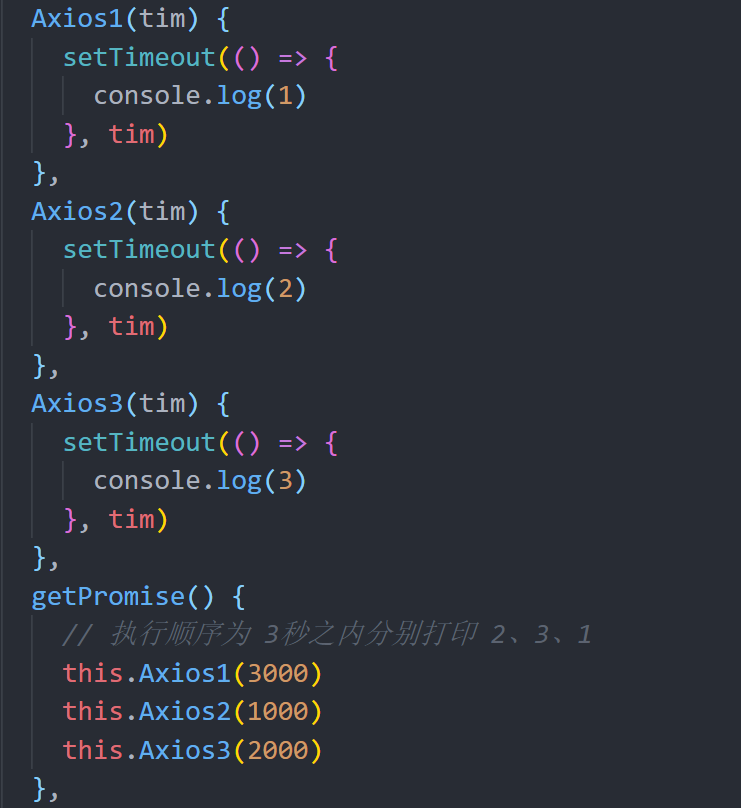 Axios1(tim) {
setTimeout(() => {
console.log(1)
}, tim)
},
Axios2(tim) {
setTimeout(() => {
console.log(2)
}, tim)
},
Axios3(tim) {
setTimeout(() => {
console.log(3)
}, tim)
},
getPromise() {
// 执行顺序为 3秒之内分别打印 2、3、1
this.Axios1(3000)
this.Axios2(1000)
this.Axios3(2000)
},